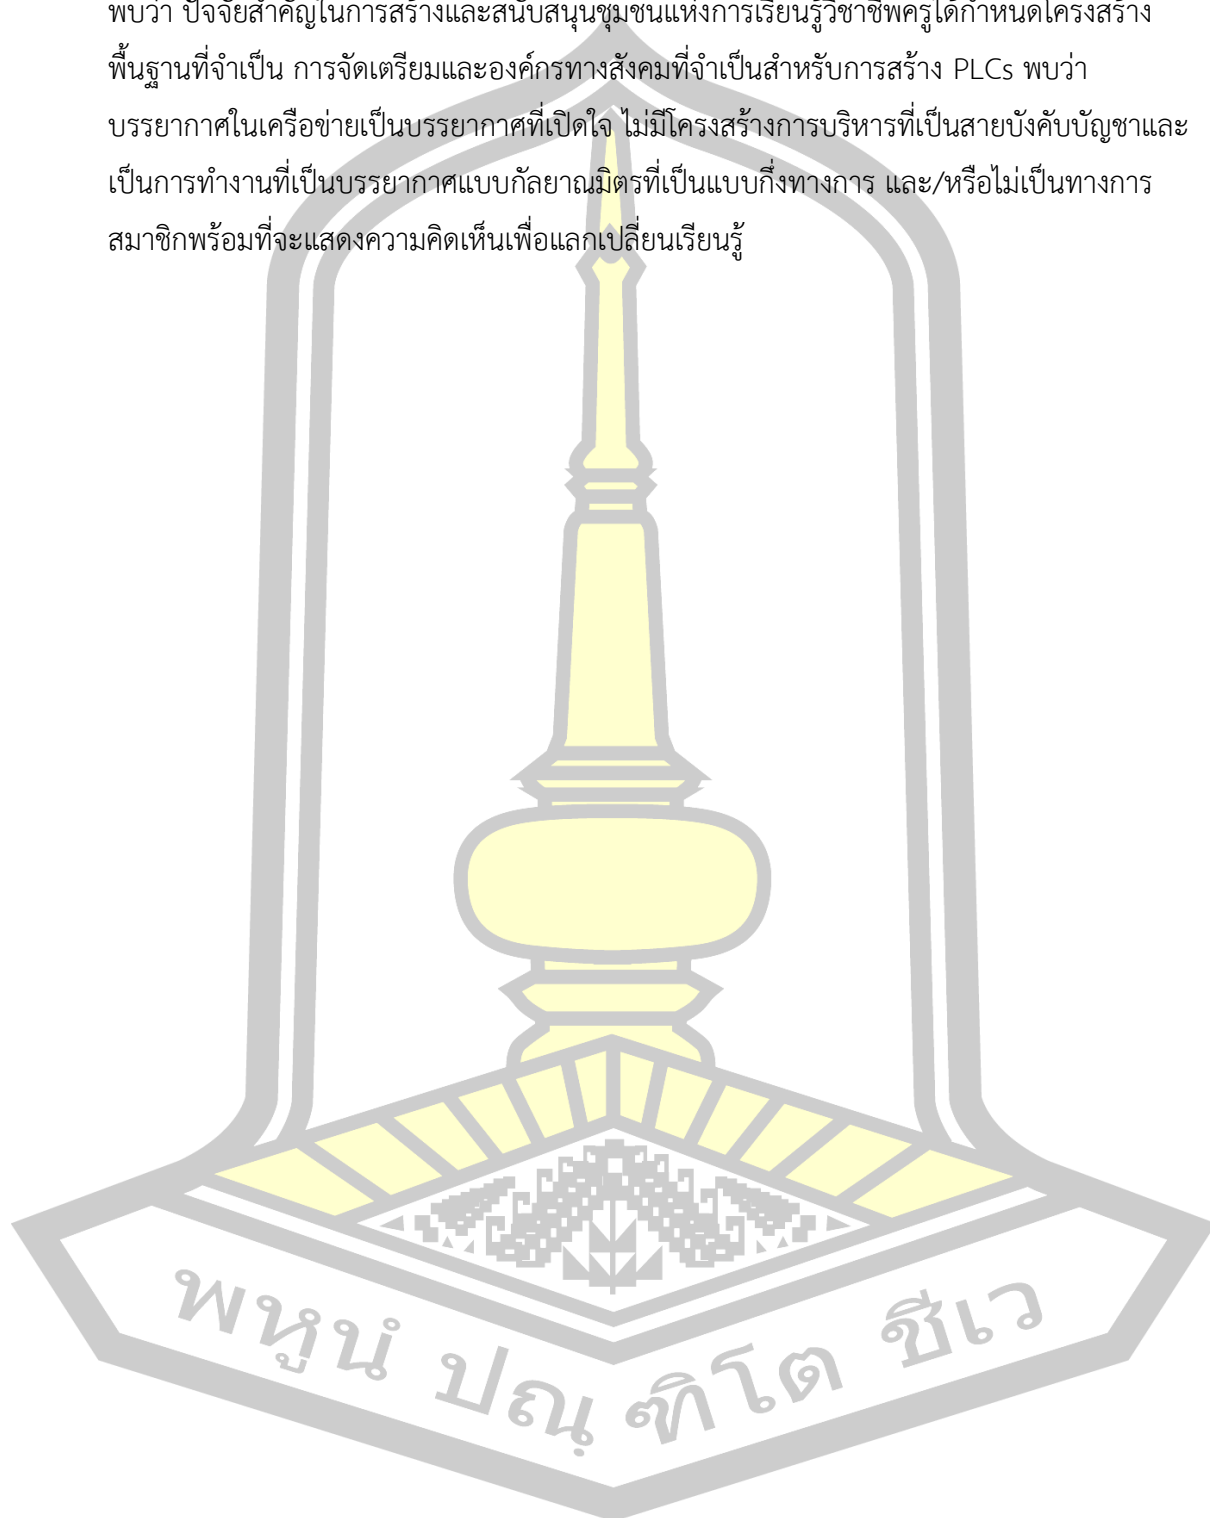 พบว่า ปัจจัยสำคัญในการสร้างและสนับสนุนชุมชนแห่งการเรียนรู้วิชาชีพครูได้กำหนดโครงสร้าง
พื้นฐานที่จำเป็น การจัดเตรียมและองค์กรทางสังคมที่จำเป็นสำหรับการสร้าง PLCs พบว่า
บรรยากาศในเครือข่ายเป็นบรรยากาศที่เปิดใจ ไม่มีโครงสร้างการบริหารที่เป็นสายบังคับบัญชาและ
เป็นการทำงานที่เป็นบรรยากาศแบบกัลยาณมิตรที่เป็นแบบกึ่งทางการ และ/หรือไม่เป็นทางการ
สมาชิกพร้อมที่จะแสดงความคิดเห็นเพื่อแลกเปลี่ยนเรียนรู้
พหูนํ ปณฺฑิโต ชีเว